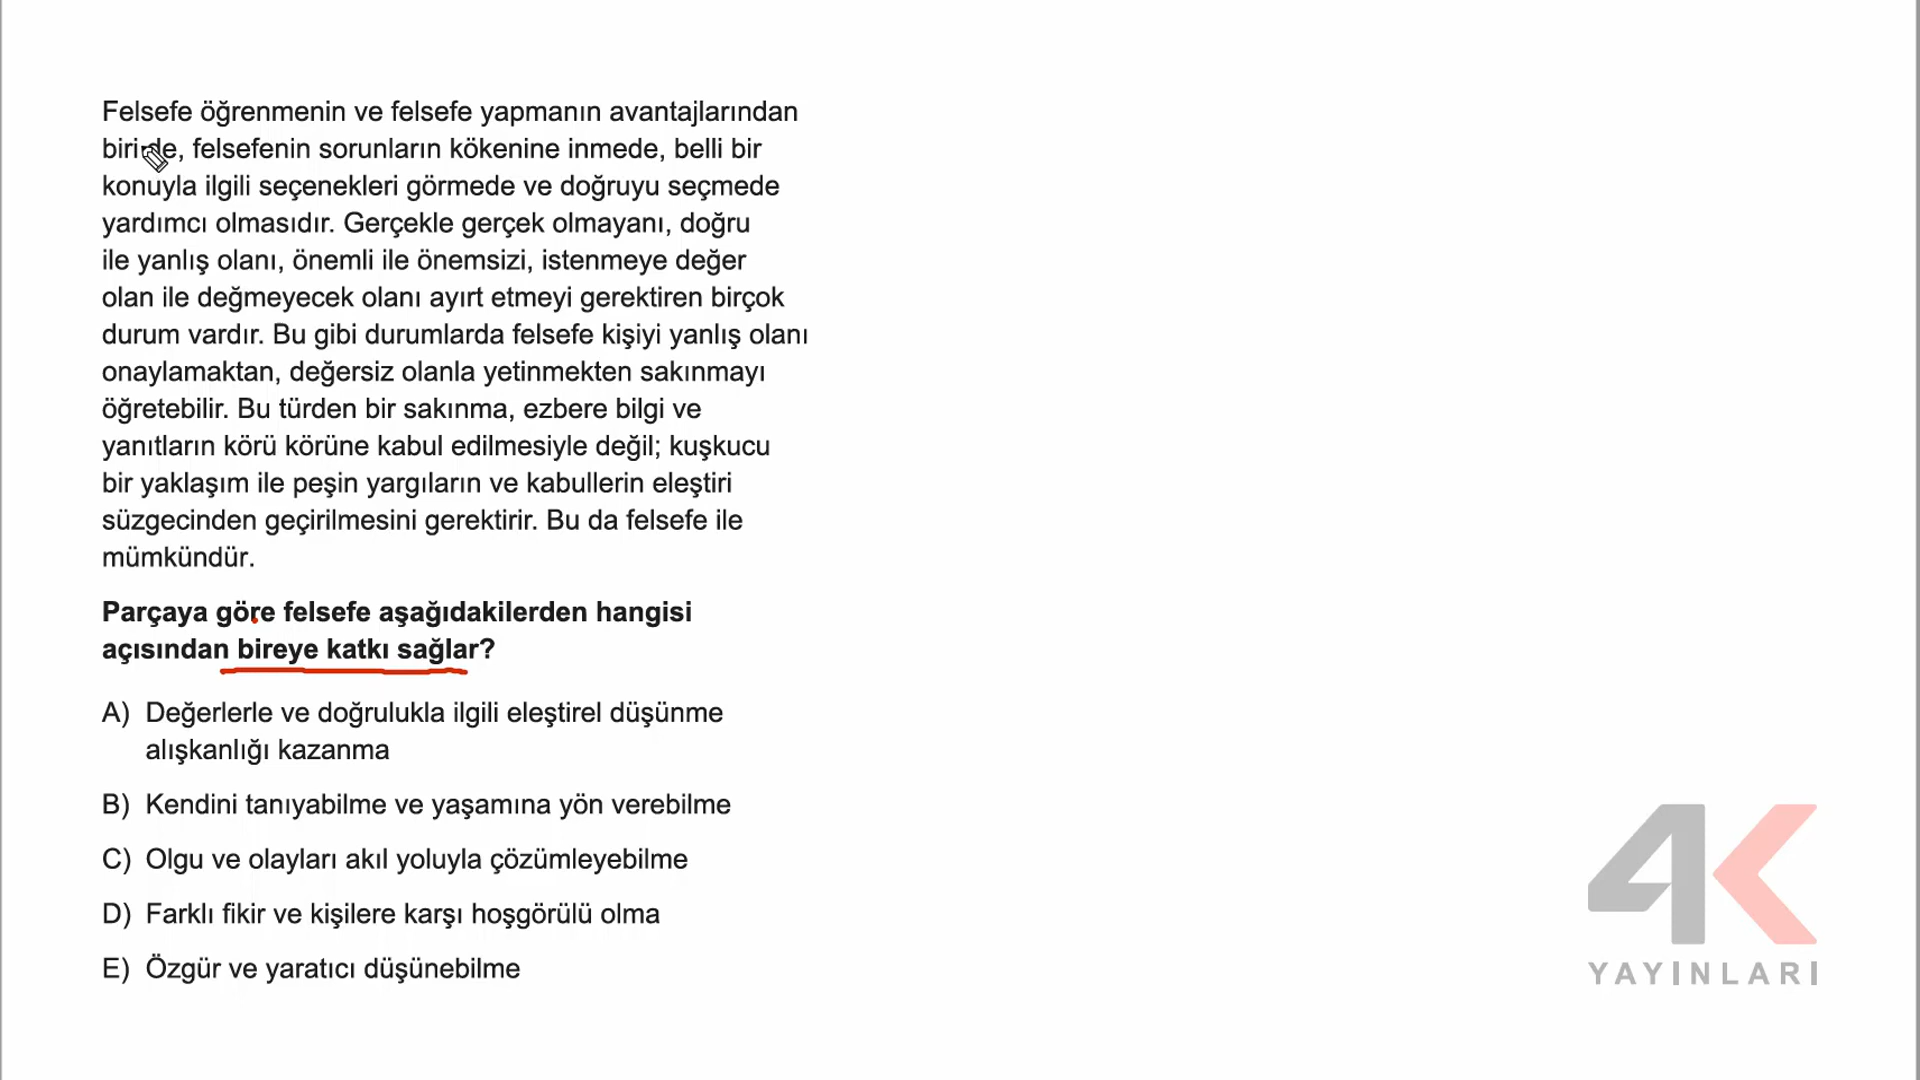 Felsefe öğrenmenin ve felsefe yapmanın avantajlarından
biri de, felsefenin sorunların kökenine inmede, belli bir
konuyla ilgili seçenekleri görmede ve doğruyu seçmede
yardımcı olmasıdır. Gerçekle gerçek olmayanı, doğru
ile yanlış olanı, önemli ile önemsizi, istenmeye değer
olan ile değmeyecek olanı ayırt etmeyi gerektiren birçok
durum vardır. Bu gibi durumlarda felsefe kişiyi yanlış olanı
onaylamaktan, değersiz olanla yetinmekten sakınmayı
öğretebilir. Bu türden bir sakınma, ezbere bilgi ve
yanıtların körü körüne kabul edilmesiyle değil; kuşkucu
bir yaklaşım ile peşin yargıların ve kabullerin eleştiri
süzgecinden geçirilmesini gerektirir. Bu da felsefe ile
mümkündür.
Parçaya göre felsefe aşağıdakilerden hangisi
açısından bireye katkı sağlar?
A) Değerlerle ve doğrulukla ilgili eleştirel düşünme
alışkanlığı kazanma
B) Kendini tanıyabilme ve yaşamına yön verebilme
C) Olgu ve olayları akıl yoluyla çözümleyebilme
D) Farklı fikir ve kişilere karşı hoşgörülü olma
E) Özgür ve yaratıcı düşünebilme
4K
YAYINLARI